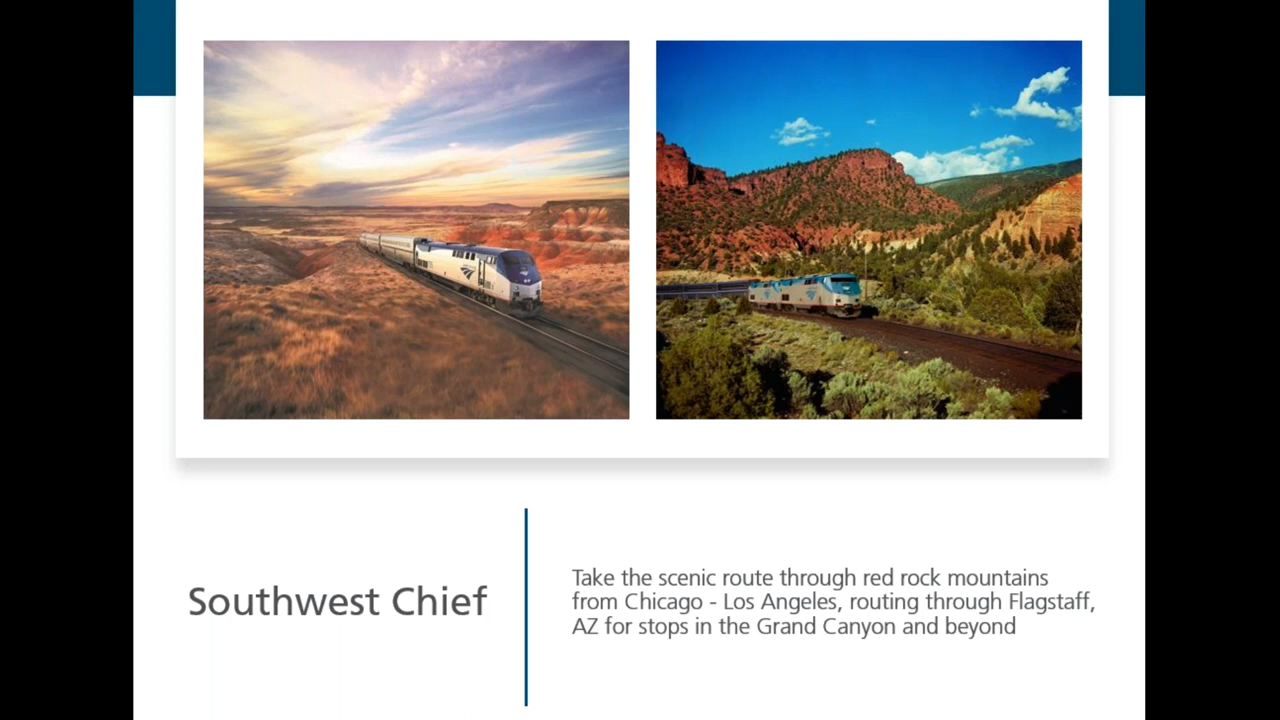 Southwest Chief
Take the scenic route through red rock mountains
from Chicago - Los Angeles, routing through Flagstaff,
AZ for stops in the Grand Canyon and beyond